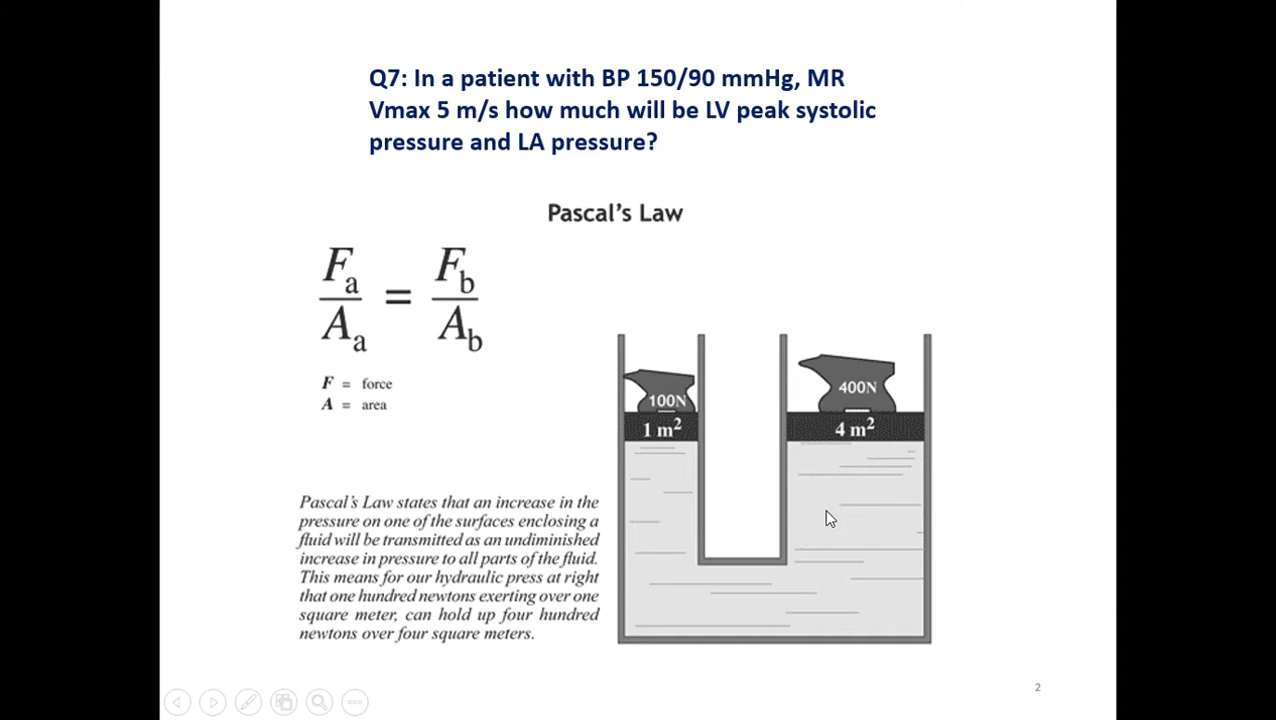 Q7: In a patient with BP 150/90 mmHg, MR
Vmax 5 m/s how much will be LV peak systolic
pressure and LA pressure?
Pascal's Law
F_a / A_a = F_b / A_b
F = force
A = area
100N
1 m²
400N
4 m²
Pascal's Law states that an increase in the
pressure on one of the surfaces enclosing a
fluid will be transmitted as an undiminished
increase in pressure to all parts of the fluid.
This means for our hydraulic press at right
that one hundred newtons exerting over one
square meter, can hold up four hundred
newtons over four square meters.
2